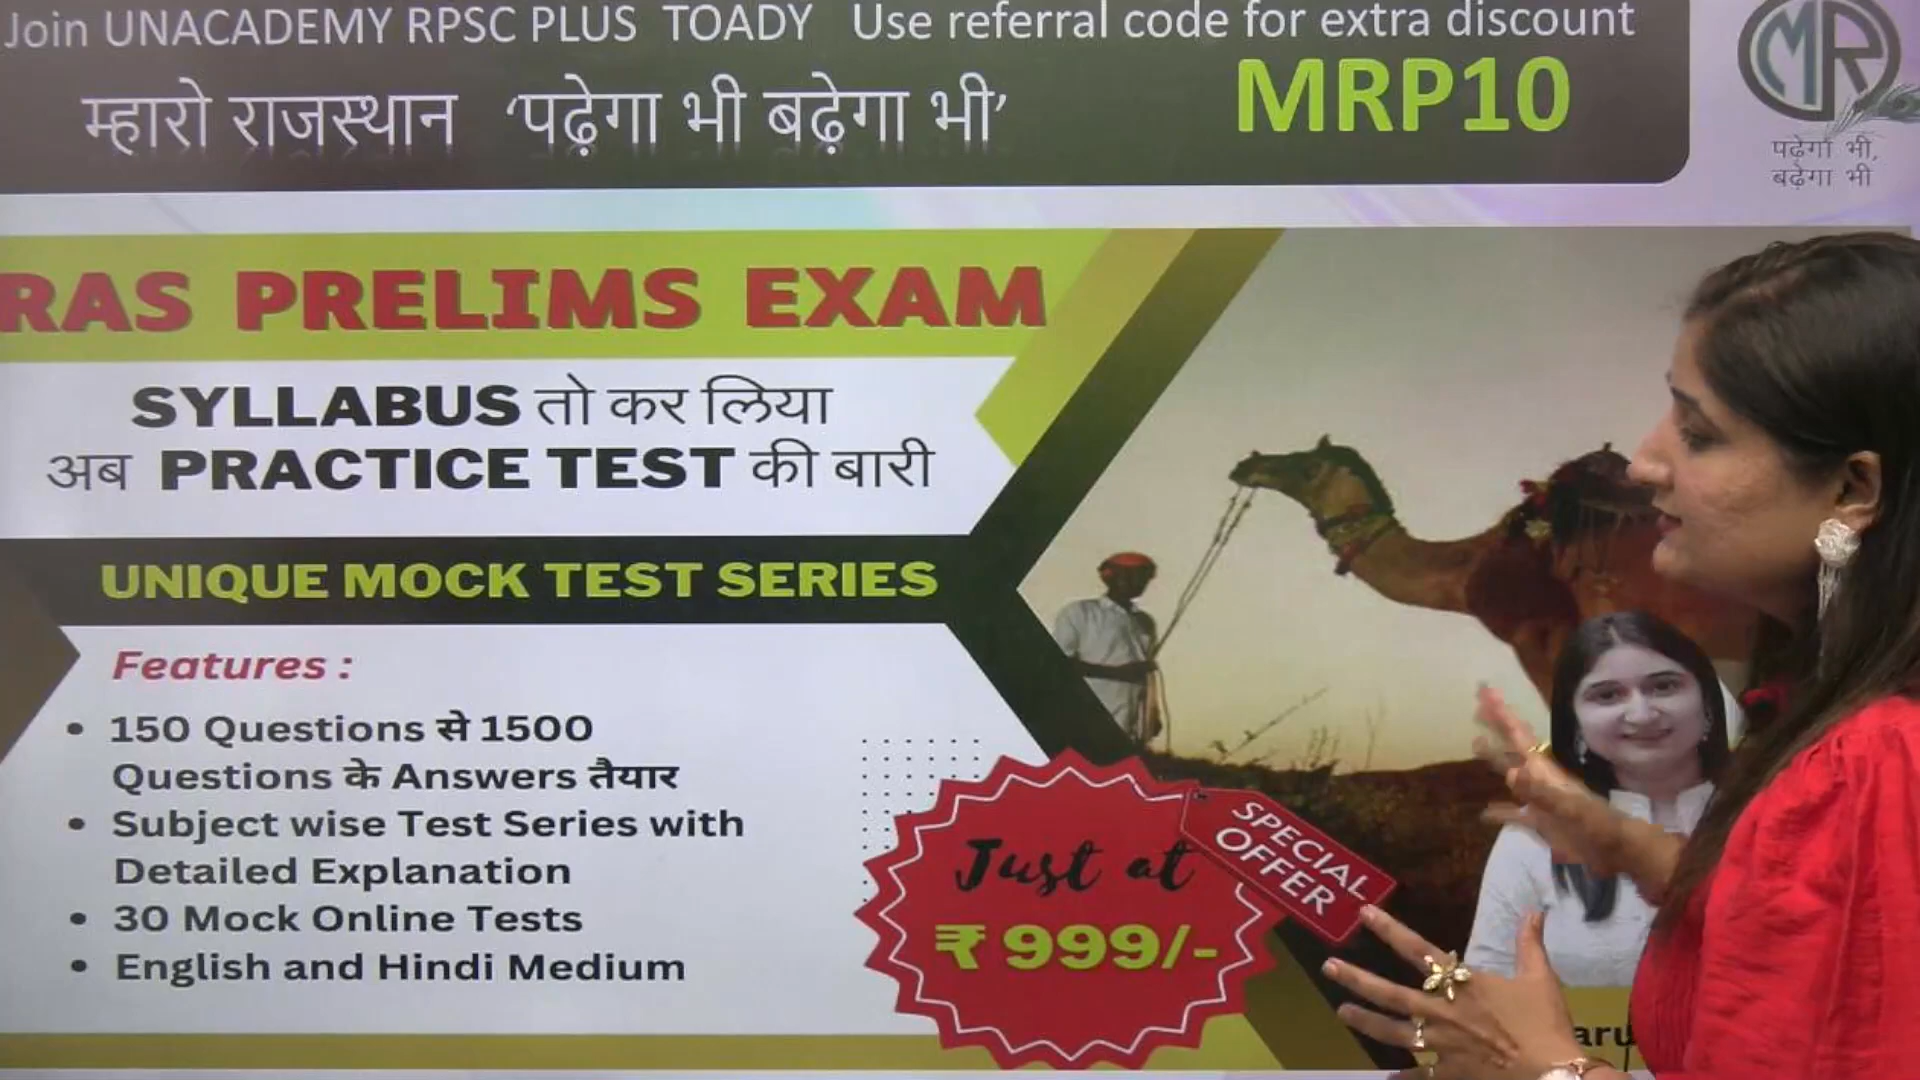 Join UNACADEMY RPSC PLUS TOADY Use referral code for extra discount
म्हारो राजस्थान ‘पढ़ेगा भी बढ़ेगा भी’ MRP10
MR
पढ़ेगा भी,
बढ़ेगा भी
RAS PRELIMS EXAM
SYLLABUS तो कर लिया
अब PRACTICE TEST की बारी
UNIQUE MOCK TEST SERIES
Features :
• 150 Questions से 1500
Questions के Answers तैयार
• Subject wise Test Series with
Detailed Explanation
• 30 Mock Online Tests
• English and Hindi Medium
Just at
₹ 999/-
SPECIAL
OFFER